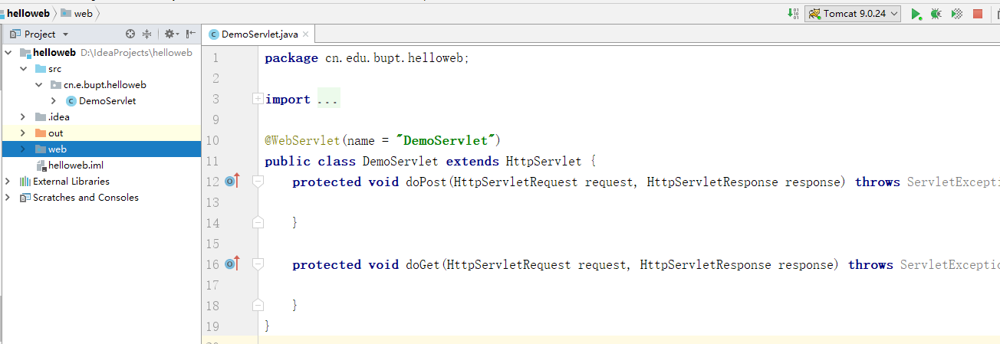 helloweb web
Tomcat 9.0.24
Project
DemoServlet.java
helloweb D:\IdeaProjects\helloweb
src
cn.e.bupt.helloweb
DemoServlet
.idea
out
web
helloweb.iml
External Libraries
Scratches and Consoles
1 package cn.edu.bupt.helloweb;
2
3 import ...
9
10 @WebServlet(name = "DemoServlet")
11 public class DemoServlet extends HttpServlet {
12 protected void doPost(HttpServletRequest request, HttpServletResponse response) throws ServletExcepti
13
14 }
15
16 protected void doGet(HttpServletRequest request, HttpServletResponse response) throws ServletExceptio
17
18 }
19 }